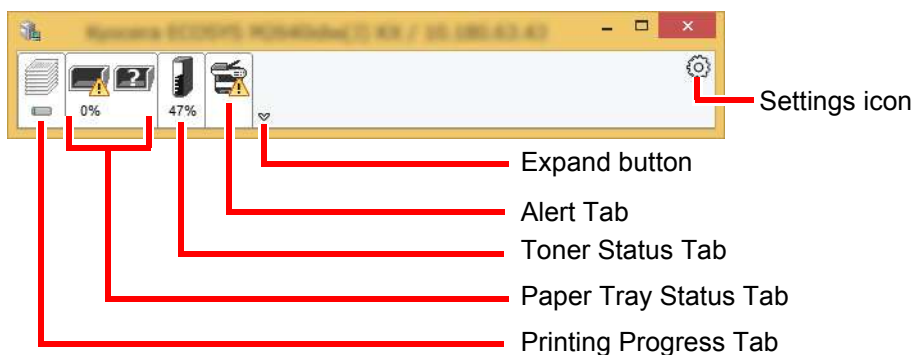 0%
?
47%
Settings icon
Expand button
Alert Tab
Toner Status Tab
Paper Tray Status Tab
Printing Progress Tab